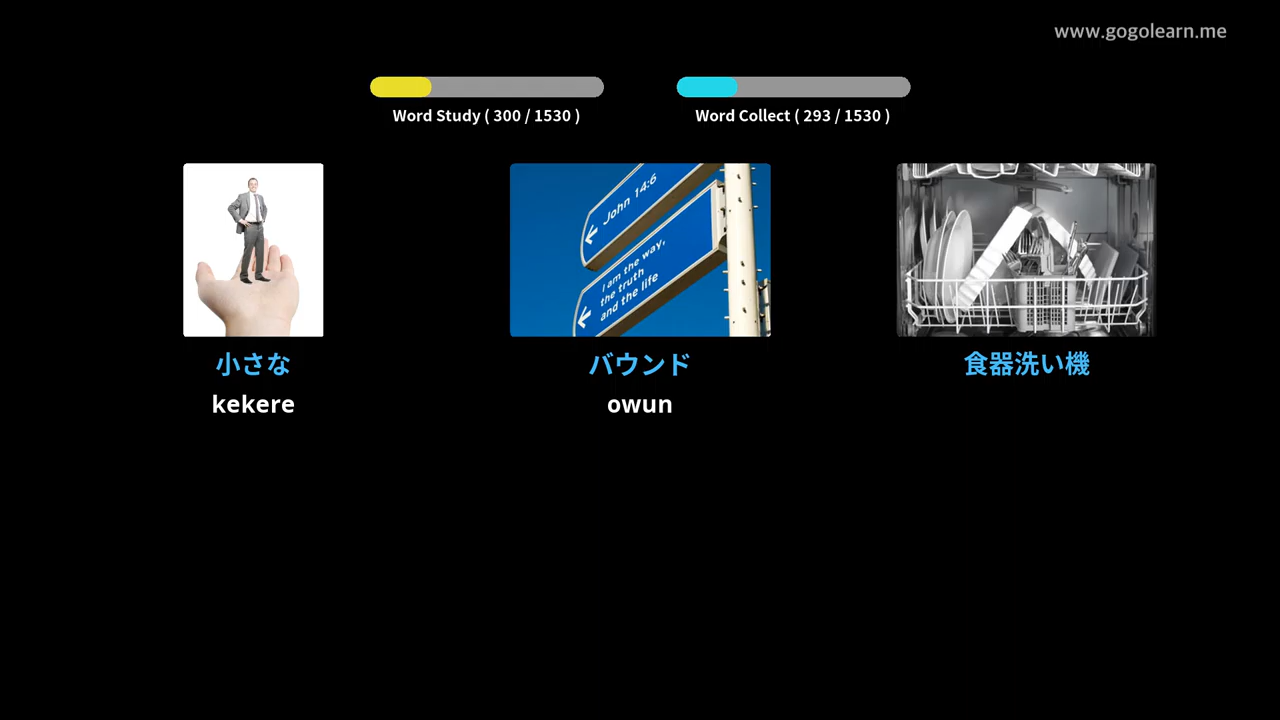 www.gogolearn.me
Word Study ( 300 / 1530 )
Word Collect ( 293 / 1530 )
John 14:6
I am the way,
the truth
and the life
小さな
バウンド
食器洗い機
kekere
owun